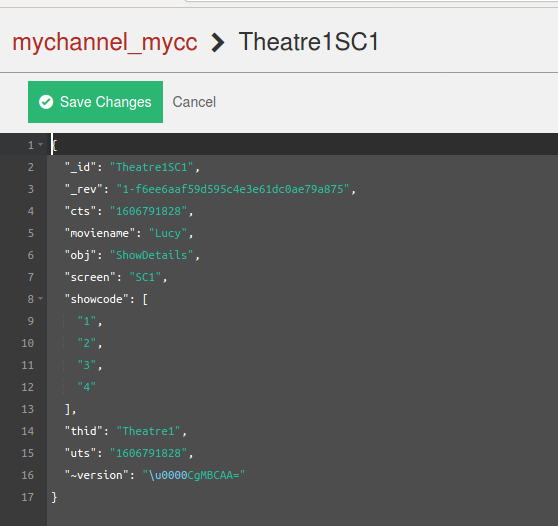 mychannel_mycc > Theatre1SC1
Save Changes Cancel
1 {
2 "_id": "Theatre1SC1",
3 "_rev": "1-f6ee6aaf59d595c4e3e61dc0ae79a875",
4 "cts": "1606791828",
5 "moviename": "Lucy",
6 "obj": "ShowDetails",
7 "screen": "SC1",
8 "showcode": [
9 "1",
10 "2",
11 "3",
12 "4"
13 ],
14 "thid": "Theatre1",
15 "uts": "1606791828",
16 "~version": "\u0000CgMBCAA="
17 }